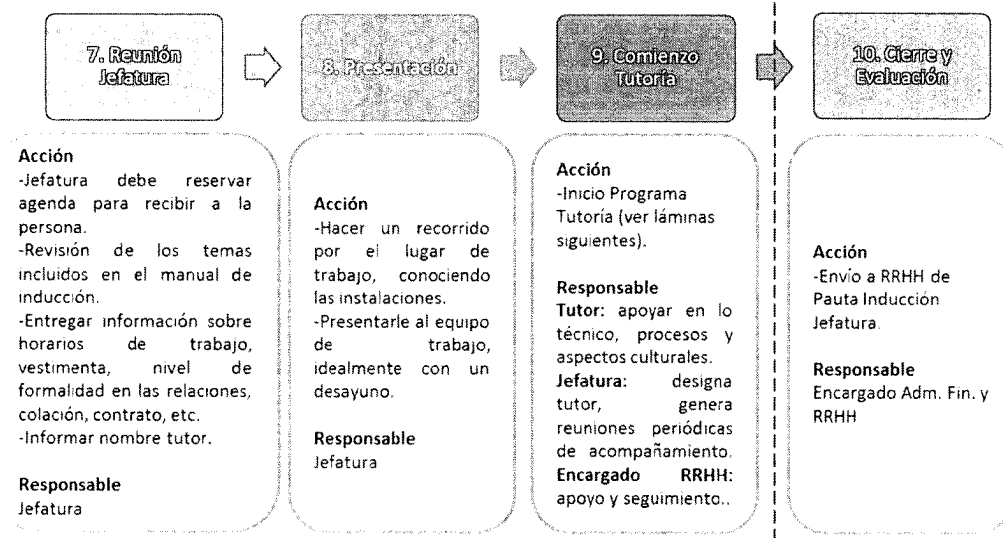 7. Reunión
Jefatura
8. Presentación
9. Comienzo
Tutoría
10. Cierre y
Evaluación
Acción
-Jefatura debe reservar
agenda para recibir a la
persona.
-Revisión de los temas
incluidos en el manual de
inducción.
-Entregar información sobre
horarios de trabajo,
vestimenta, nivel de
formalidad en las relaciones,
colación, contrato, etc.
-Informar nombre tutor.
Responsable
Jefatura
Acción
-Hacer un recorrido
por el lugar de
trabajo, conociendo
las instalaciones.
-Presentarle al equipo
de trabajo,
idealmente con un
desayuno.
Responsable
Jefatura
Acción
-Inicio Programa
Tutoría (ver láminas
siguientes).
Responsable
Tutor: apoyar en lo
técnico, procesos y
aspectos culturales.
Jefatura: designa
tutor, genera
reuniones periódicas
de acompañamiento.
Encargado RRHH:
apoyo y seguimiento..
Acción
-Envío a RRHH de
Pauta Inducción
Jefatura.
Responsable
Encargado Adm. Fin. y
RRHH